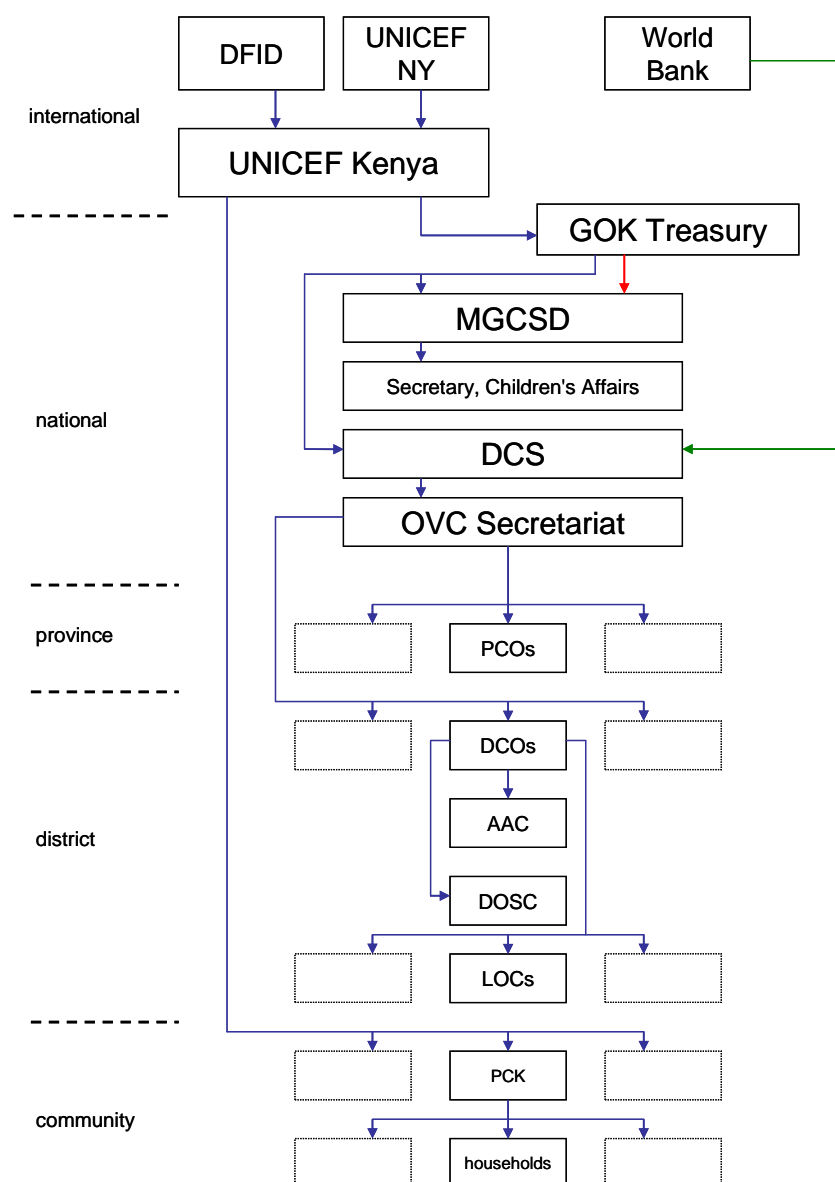 DFID
UNICEF
NY
World
Bank
international
UNICEF Kenya
GOK Treasury
MGCSD
Secretary, Children's Affairs
national
DCS
OVC Secretariat
province
PCOs
DCOs
AAC
district
DOSC
LOCs
PCK
community
households